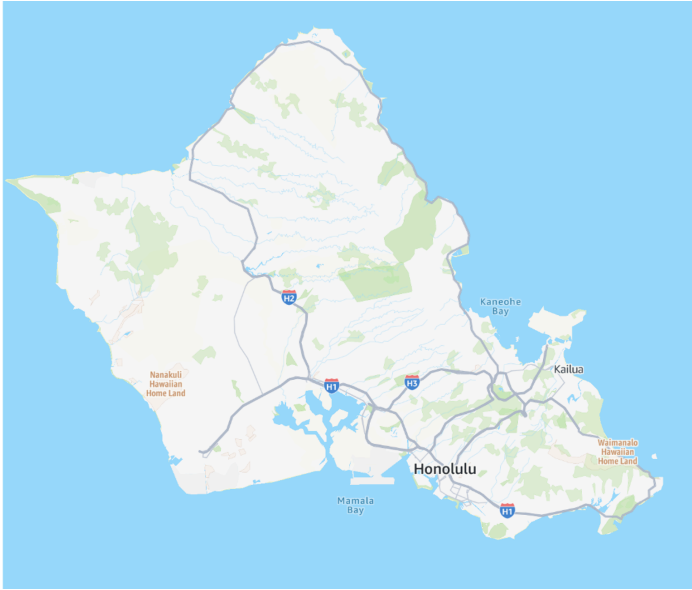 H2
Kaneohe
Bay
Nanakuli
Hawaiian
Home Land
H1
H3
Kailua
Waimanalo
Hawaiian
Home Land
Honolulu
Mamala
Bay
H1